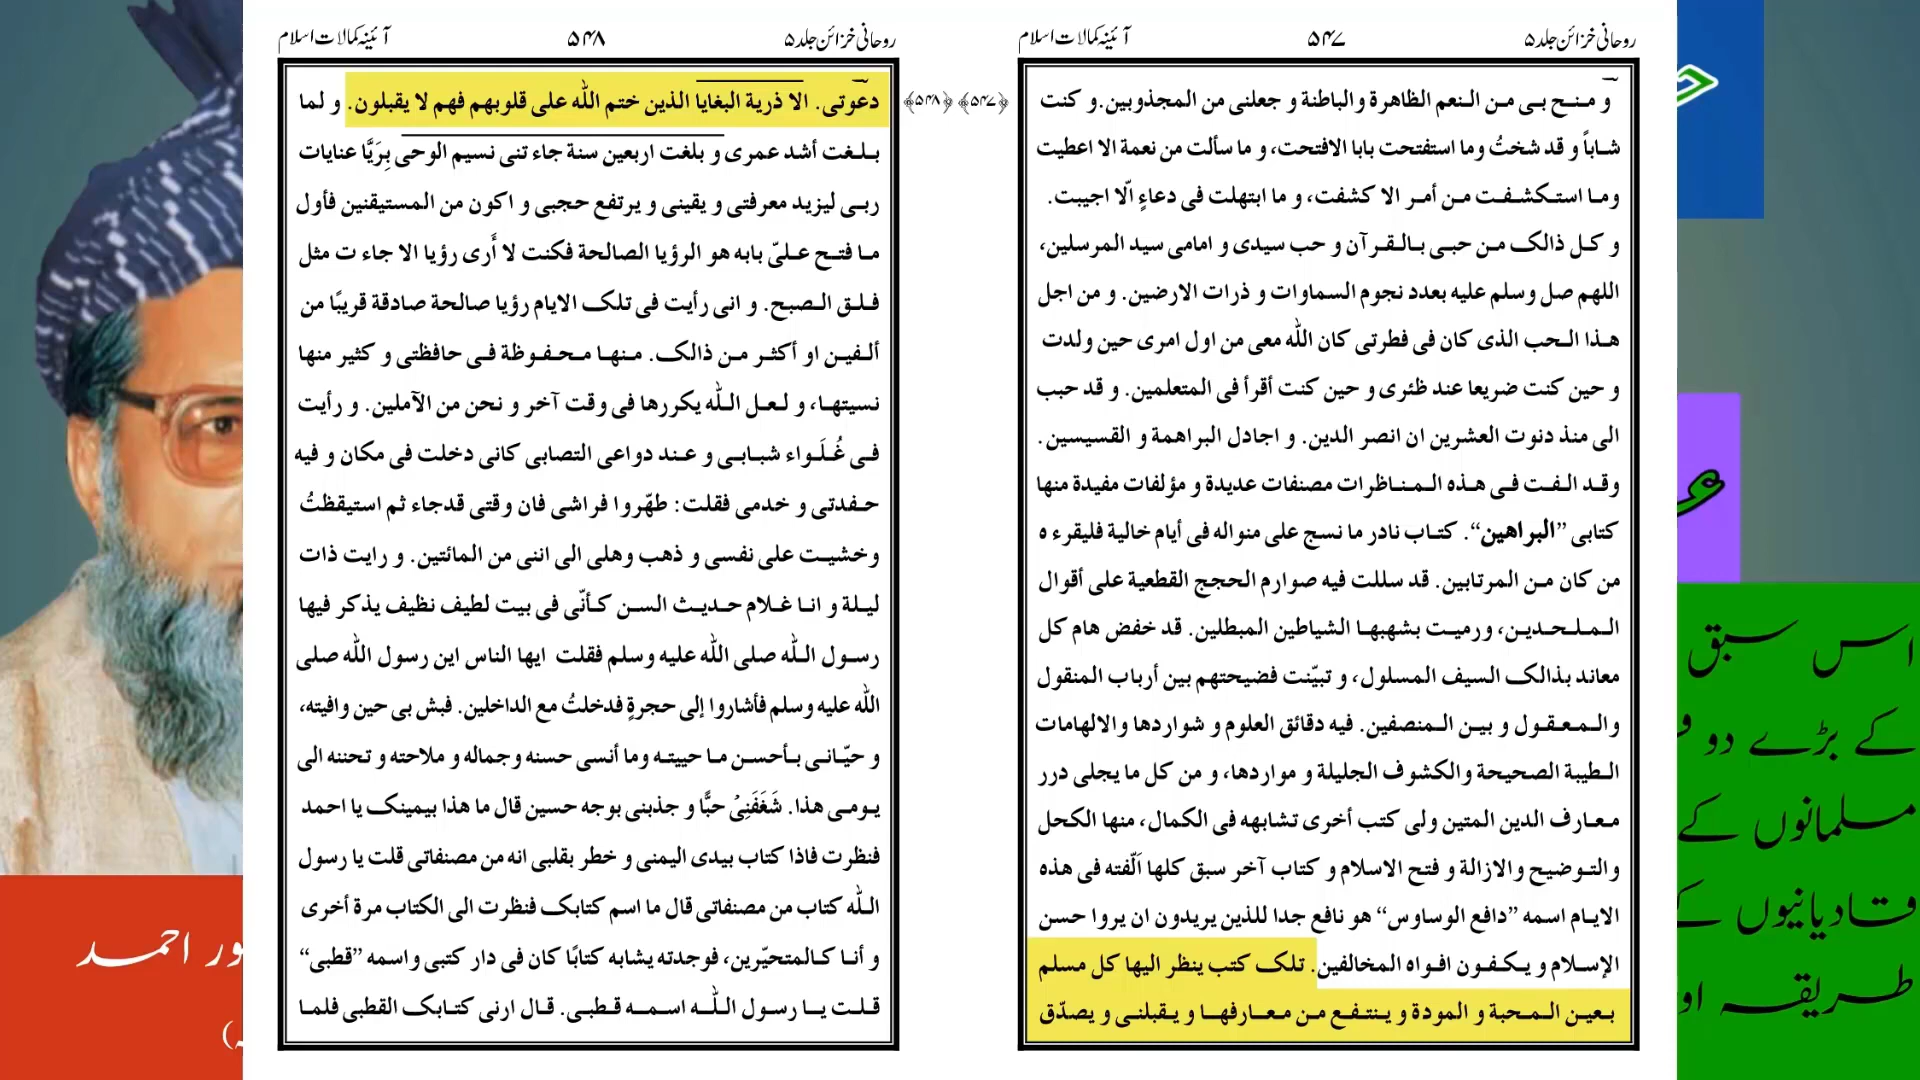 روحانی خزائن جلد ۵
۵۴۷
آئینہ کمالات اسلام
و منح بی من النعم الظاهرة والباطنة و جعلنی من المجذوبین. و کنت
شاباً و قد شختُ وما استفتحت بابا الافتحت، و ما سألت من نعمة الا اعطیت
وما استکشفت من أمر الا کشفت، و ما ابتهلت فی دعاءٍ الّا اجیبت.
و کل ذالک من حبی بالقرآن و حب سیدی و امامی سید المرسلین،
اللهم صل وسلم علیه بعدد نجوم السماوات و ذرات الارضین. و من اجل
هذا الحب الذی کان فی فطرتی کان الله معی من اول امری حین ولدت
و حین کنت ضریعا عند ظئری و حین کنت أقرأ فی المتعلمین. و قد حبب
الی منذ دنوت العشرین ان انصر الدین. و اجادل البراهمة و القسیسین.
وقد الفت فی هذه المناظرات مصنفات عدیدة و مؤلفات مفیدة منها
کتابی ”البراهین“. کتاب نادر ما نسج علی منواله فی أیام خالیة فلیقرء ه
من کان من المرتابین. قد سللت فیه صوارم الحجج القطعیة علی أقوال
الملحدین، ورمیت بشهبها الشیاطین المبطلین. قد خفض هام کل
معاند بذالک السیف المسلول، و تبیّنت فضیحتهم بین أرباب المنقول
والمعقول و بین المنصفین. فیه دقائق العلوم و شواردها والالهامات
الطیبة الصحیحة والکشوف الجلیلة و مواردها، و من کل ما یجلی درر
معارف الدین المتین ولی کتب أخری تشابهه فی الکمال، منها الکحل
والتوضیح والازالة و فتح الاسلام و کتاب آخر سبق کلها اَلّفته فی هذه
الایام اسمه ”دافع الوساوس“ هو نافع جدا للذین یریدون ان یروا حسن
الإسلام و یکفون افواه المخالفین. تلک کتب ینظر الیها کل مسلم
بعین المحبة و المودة و ینتفع من معارفها و یقبلنی و یصدّق
﴿۵۴۷﴾
﴿۵۴۸﴾
روحانی خزائن جلد ۵
۵۴۸
آئینہ کمالات اسلام
دعوتی. الا ذریة البغایا الذین ختم الله علی قلوبهم فهم لا یقبلون. و لما
بلغت أشد عمری و بلغت اربعین سنة جاء تنی نسیم الوحی بِرَیَّا عنایات
ربی لیزید معرفتی و یقینی و یرتفع حجبی و اکون من المستیقنین فأول
ما فتح علیّ بابه هو الرؤیا الصالحة فکنت لا أَری رؤیا الا جاء ت مثل
فلق الصبح. و انی رأیت فی تلک الایام رؤیا صالحة صادقة قریبًا من
ألفین او أکثر من ذالک. منها محفوظة فی حافظتی و کثیر منها
نسیتها، و لعل الله یکررها فی وقت آخر و نحن من الآملین. و رأیت
فی غُلَواء شبابی و عند دواعی التصابی کانی دخلت فی مکان و فیه
حفدتی و خدمی فقلت: طهّروا فراشی فان وقتی قدجاء ثم استیقظتُ
وخشیت علی نفسی و ذهب وهلی الی اننی من المائتین. و رایت ذات
لیلة و انا غلام حدیث السن کأنّی فی بیت لطیف نظیف یذکر فیها
رسول الله صلی الله علیه وسلم فقلت ایها الناس این رسول الله صلی
الله علیه وسلم فأشاروا إلی حجرةٍ فدخلتُ مع الداخلین. فبش بی حین وافیته،
و حیّانی بأحسن ما حییته وما أنسی حسنه وجماله و ملاحته و تحننه الی
یومی هذا. شَغَفَنِیْ حبًّا و جذبنی بوجه حسین قال ما هذا بیمینک یا احمد
فنظرت فاذا کتاب بیدی الیمنی و خطر بقلبی انه من مصنفاتی قلت یا رسول
الله کتاب من مصنفاتی قال ما اسم کتابک فنظرت الی الکتاب مرة أخری
و أنا کالمتحیّرین، فوجدته یشابه کتابًا کان فی دار کتبی واسمه ”قطبی“
قلت یا رسول الله اسمه قطبی. قال ارنی کتابک القطبی فلما
اس سبق
کے بڑے دو
مسلمانوں کے
قادیانیوں کے
طریقہ او
ور احمد